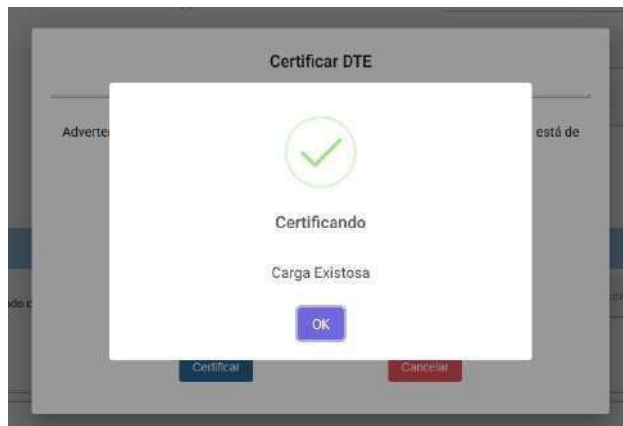 Certificar DTE
Adverte está de
Certificando
Carga Existosa
OK
Certificar Cancelar